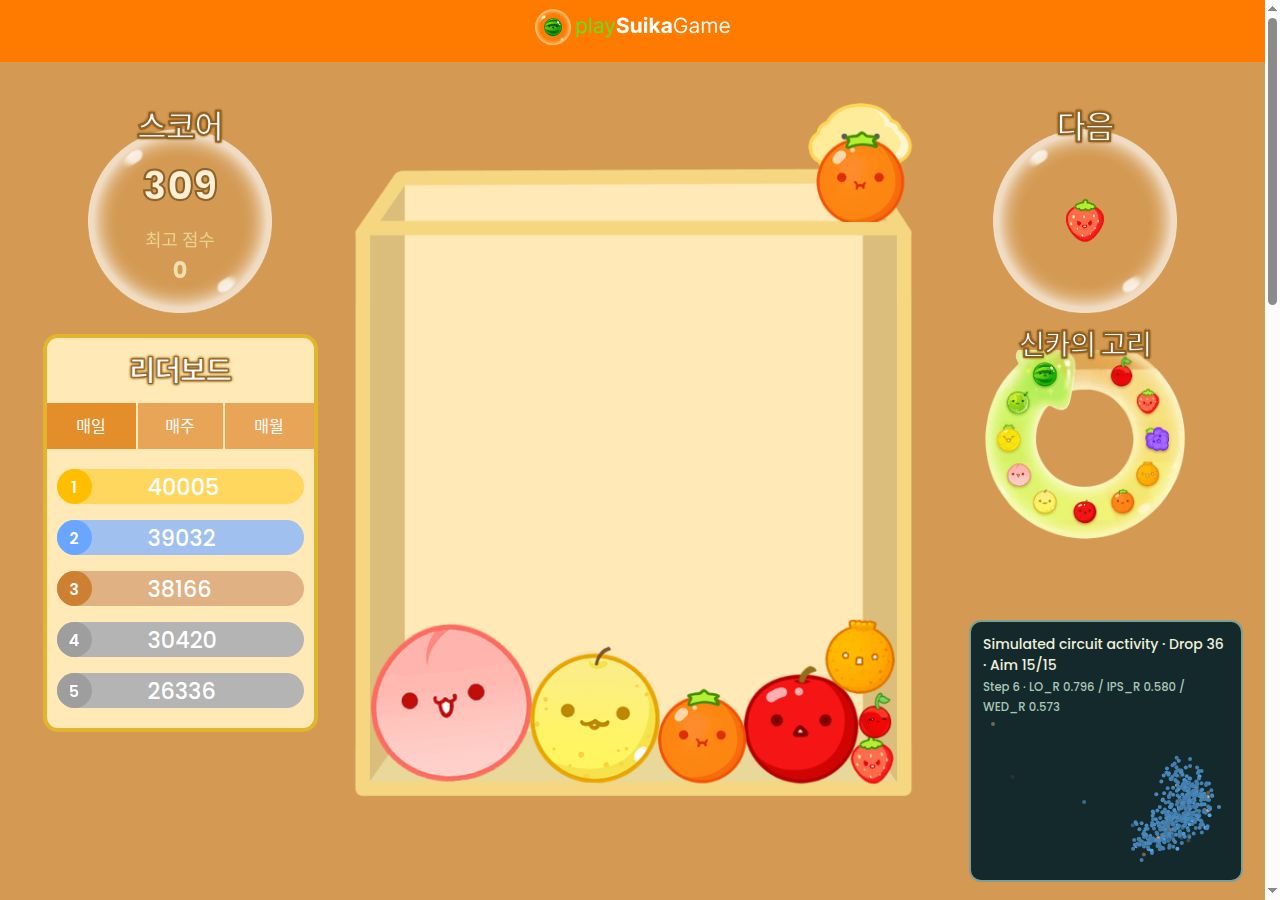 playSuikaGame
스코어
309
최고 점수
0
다음
리더보드
매일 매주 매월
1 40005
2 39032
3 38166
4 30420
5 26336
신카의 고리
Simulated circuit activity · Drop 36
· Aim 15/15
Step 6 · LO_R 0.796 / IPS_R 0.580 /
WED_R 0.573